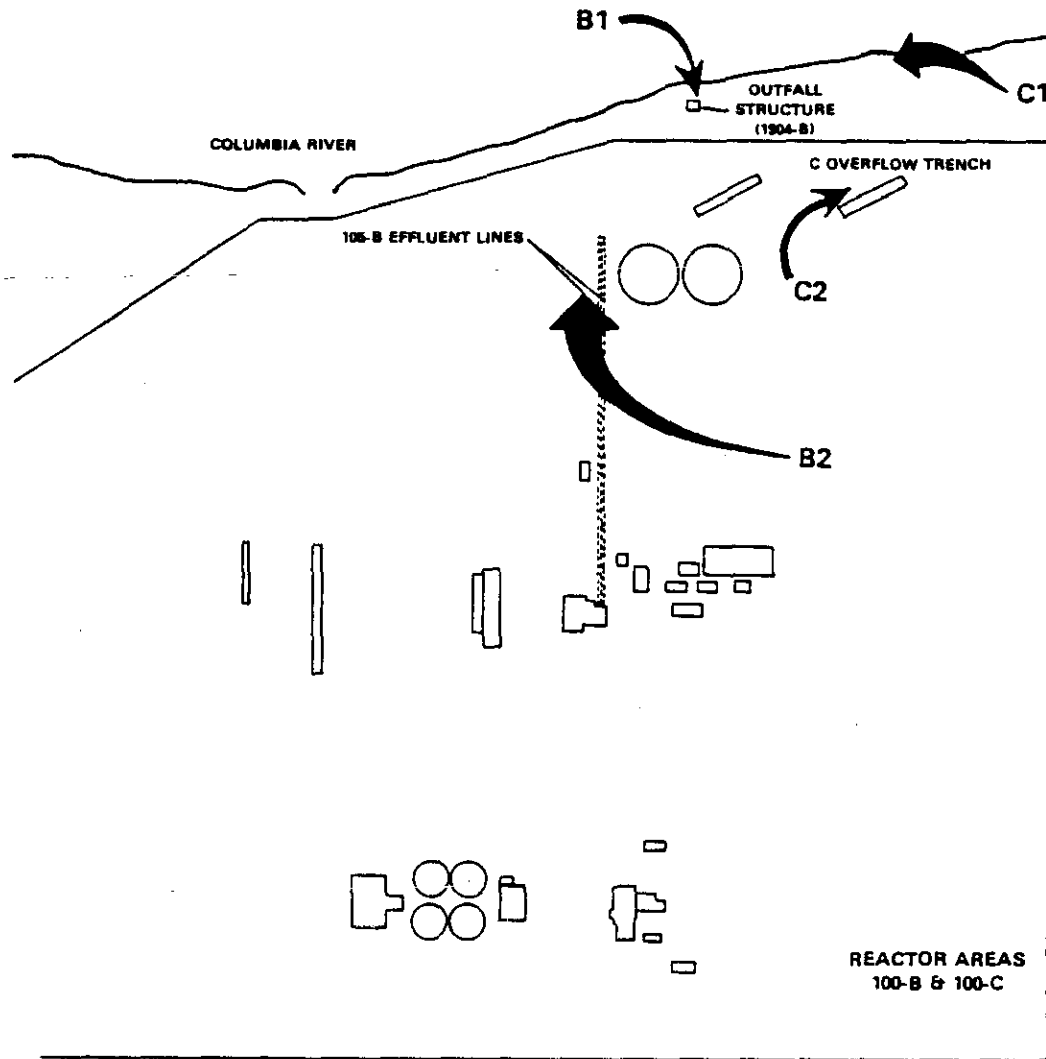 B1
C1
OUTFALL
STRUCTURE
(1904-B)
COLUMBIA RIVER
C OVERFLOW TRENCH
105-B EFFLUENT LINES
C2
B2
REACTOR AREAS
100-B & 100-C